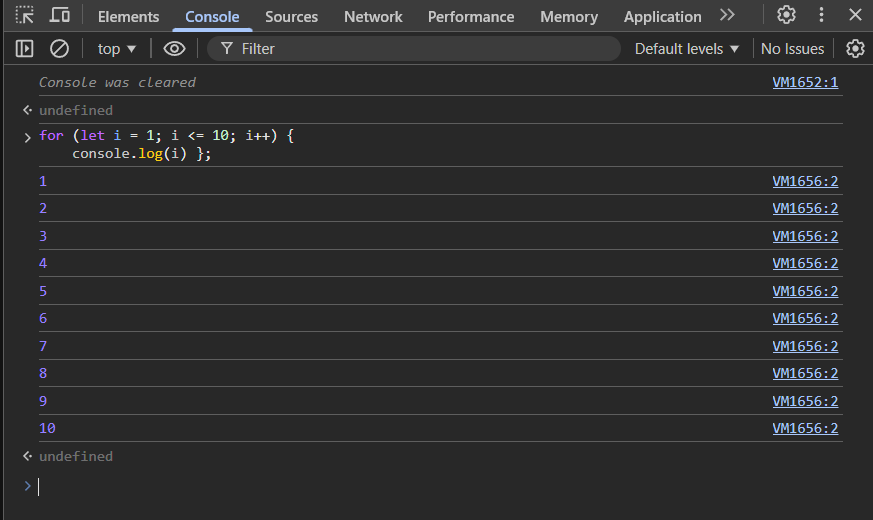 Elements Console Sources Network Performance Memory Application
top Filter Default levels No Issues
Console was cleared VM1652:1
undefined
for (let i = 1; i <= 10; i++) {
    console.log(i) };
1 VM1656:2
2 VM1656:2
3 VM1656:2
4 VM1656:2
5 VM1656:2
6 VM1656:2
7 VM1656:2
8 VM1656:2
9 VM1656:2
10 VM1656:2
undefined